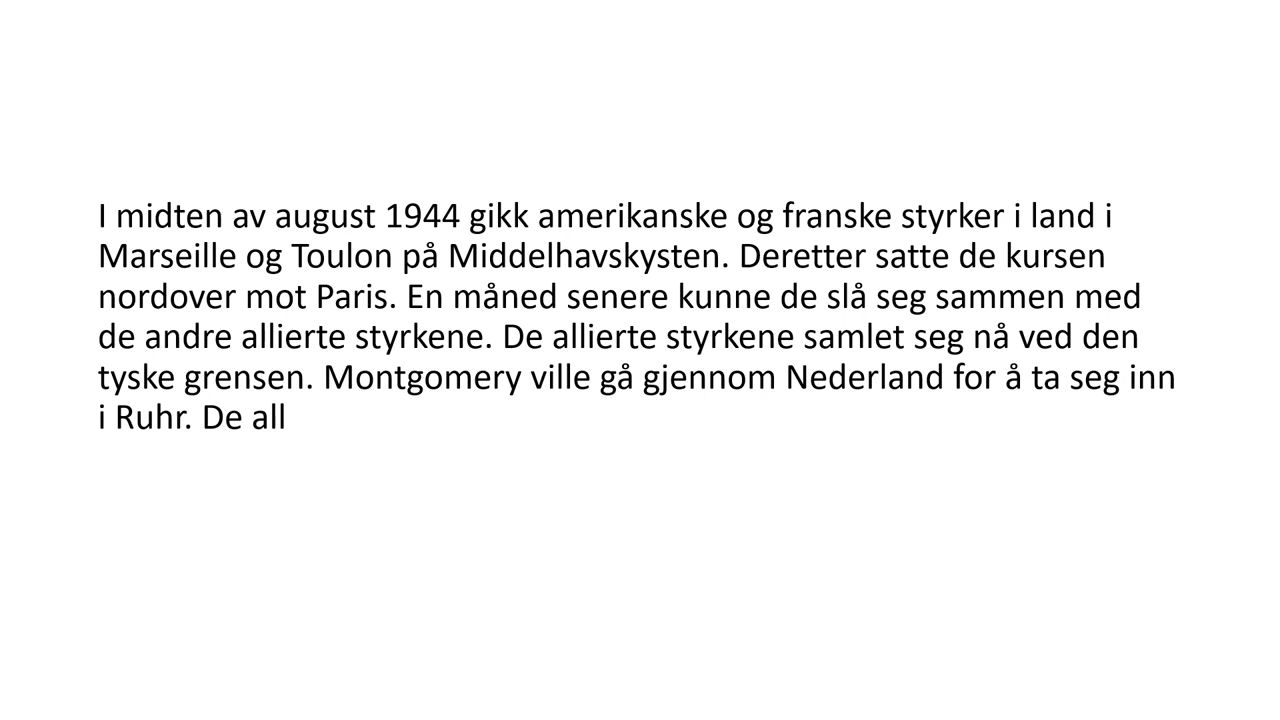 I midten av august 1944 gikk amerikanske og franske styrker i land i
Marseille og Toulon på Middelhavskysten. Deretter satte de kursen
nordover mot Paris. En måned senere kunne de slå seg sammen med
de andre allierte styrkene. De allierte styrkene samlet seg nå ved den
tyske grensen. Montgomery ville gå gjennom Nederland for å ta seg inn
i Ruhr. De all